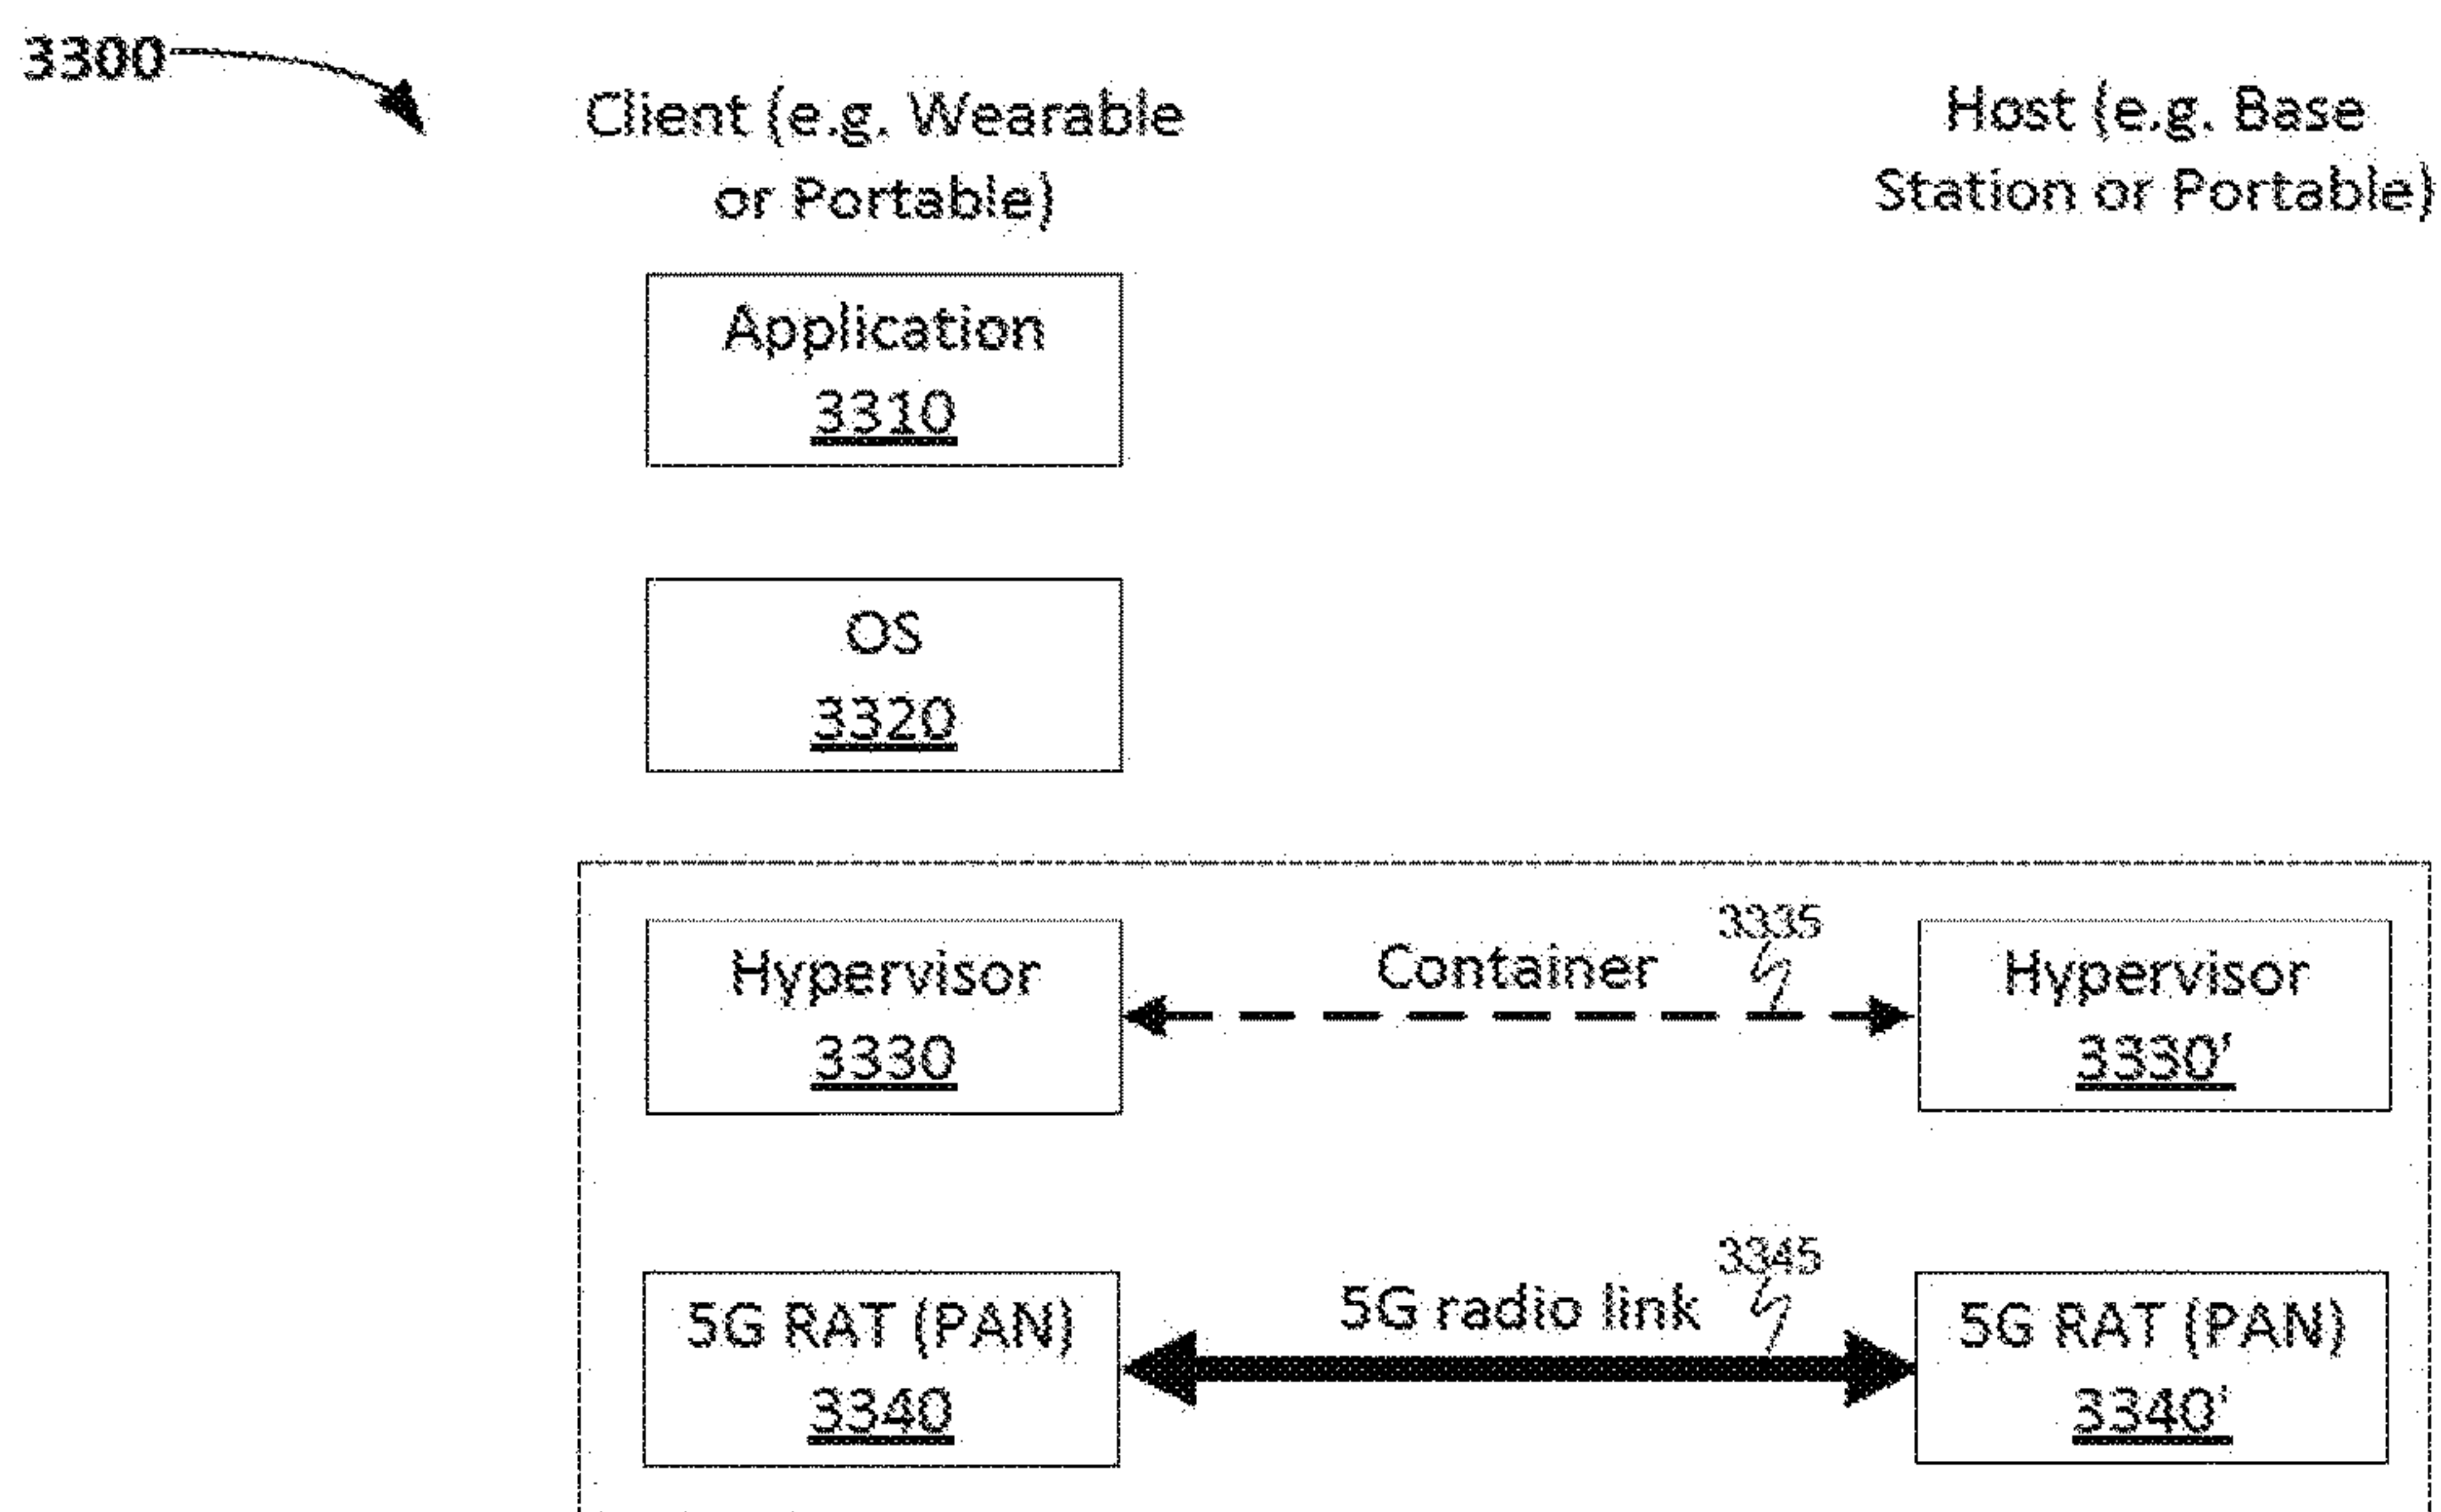 3300
Client (e.g. Wearable
or Portable)
Host (e.g. Base
Station or Portable)
Application
3310
OS
3320
Hypervisor
3330
Container
3335
Hypervisor
3330'
5G RAT (PAN)
3340
5G radio link
3345
5G RAT (PAN)
3340'